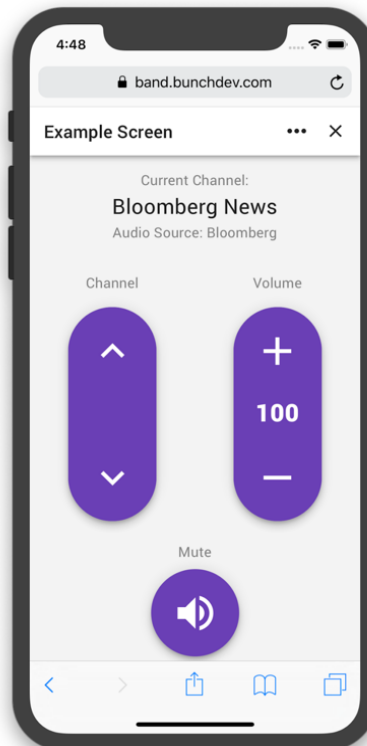 4:48
band.bunchdev.com
Example Screen
Current Channel:
Bloomberg News
Audio Source: Bloomberg
Channel
Volume
100
Mute